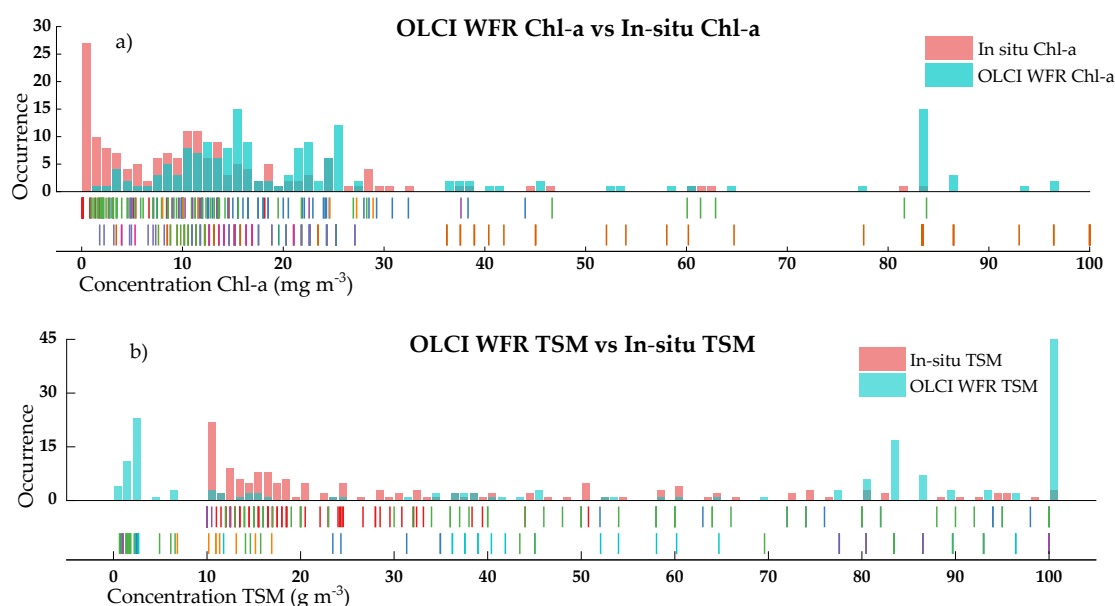 OLCI WFR Chl-a vs In-situ Chl-a
a)
In situ Chl-a
OLCI WFR Chl-a
Occurrence
30
25
20
15
10
5
0
0 10 20 30 40 50 60 70 80 90 100
Concentration Chl-a (mg m-3)
OLCI WFR TSM vs In-situ TSM
b)
In-situ TSM
OLCI WFR TSM
Occurrence
45
30
15
0
0 10 20 30 40 50 60 70 80 90 100
Concentration TSM (g m-3)